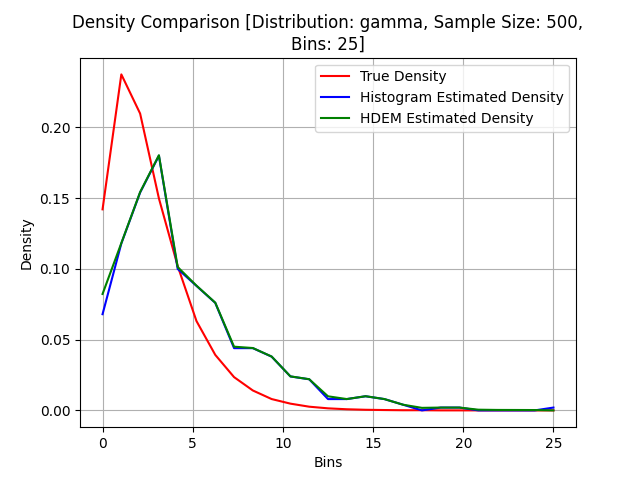 Density Comparison [Distribution: gamma, Sample Size: 500,
Bins: 25]
True Density
Histogram Estimated Density
HDEM Estimated Density
Density
0.20
0.15
0.10
0.05
0.00
0 5 10 15 20 25
Bins